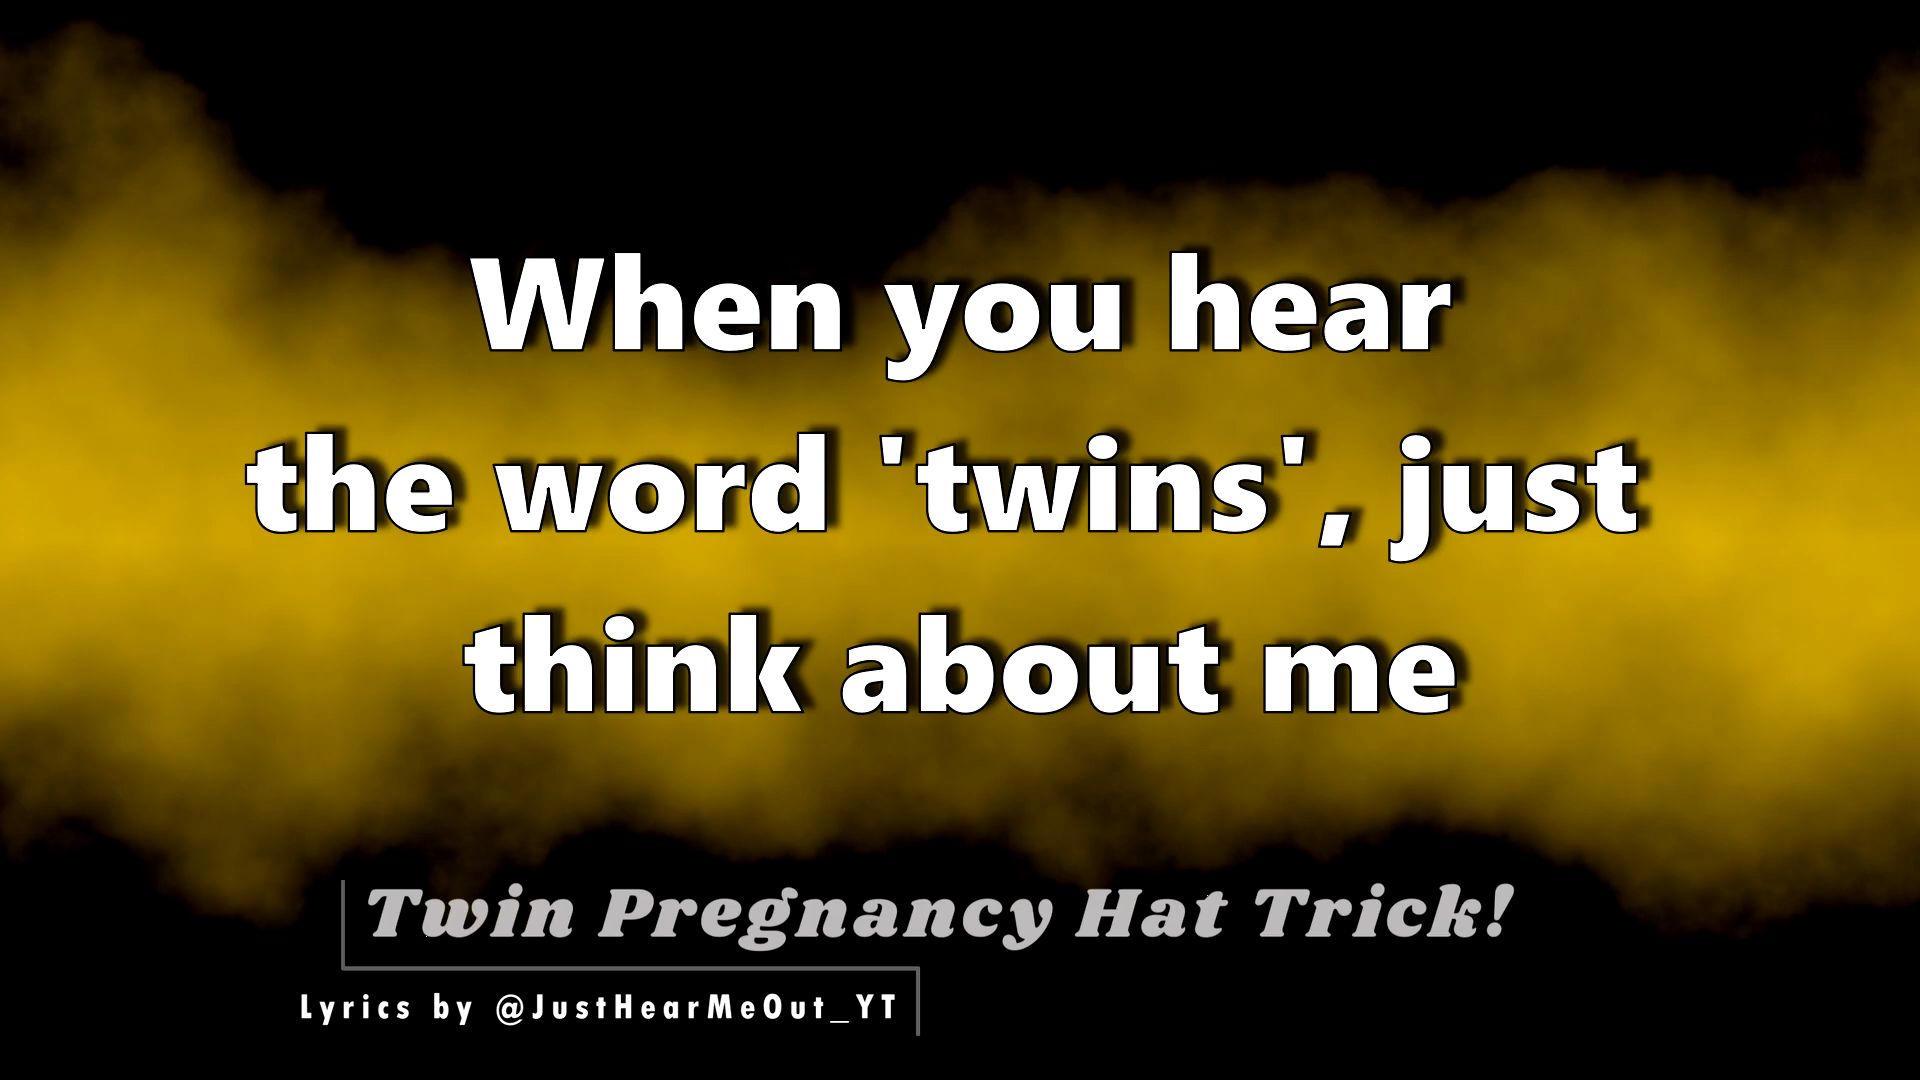 When you hear
the word 'twins', just
think about me
Twin Pregnancy Hat Trick!
Lyrics by @JustHearMeOut_YT